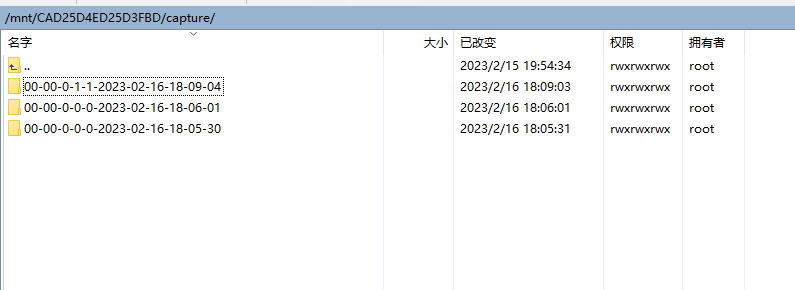 /mnt/CAD25D4ED25D3FBD/capture/
名字 大小 已改变 权限 拥有者
.. 2023/2/15 19:54:34 rwxrwxrwx root
00-00-0-1-1-2023-02-16-18-09-04 2023/2/16 18:09:03 rwxrwxrwx root
00-00-0-0-0-2023-02-16-18-06-01 2023/2/16 18:06:01 rwxrwxrwx root
00-00-0-0-0-2023-02-16-18-05-30 2023/2/16 18:05:31 rwxrwxrwx root